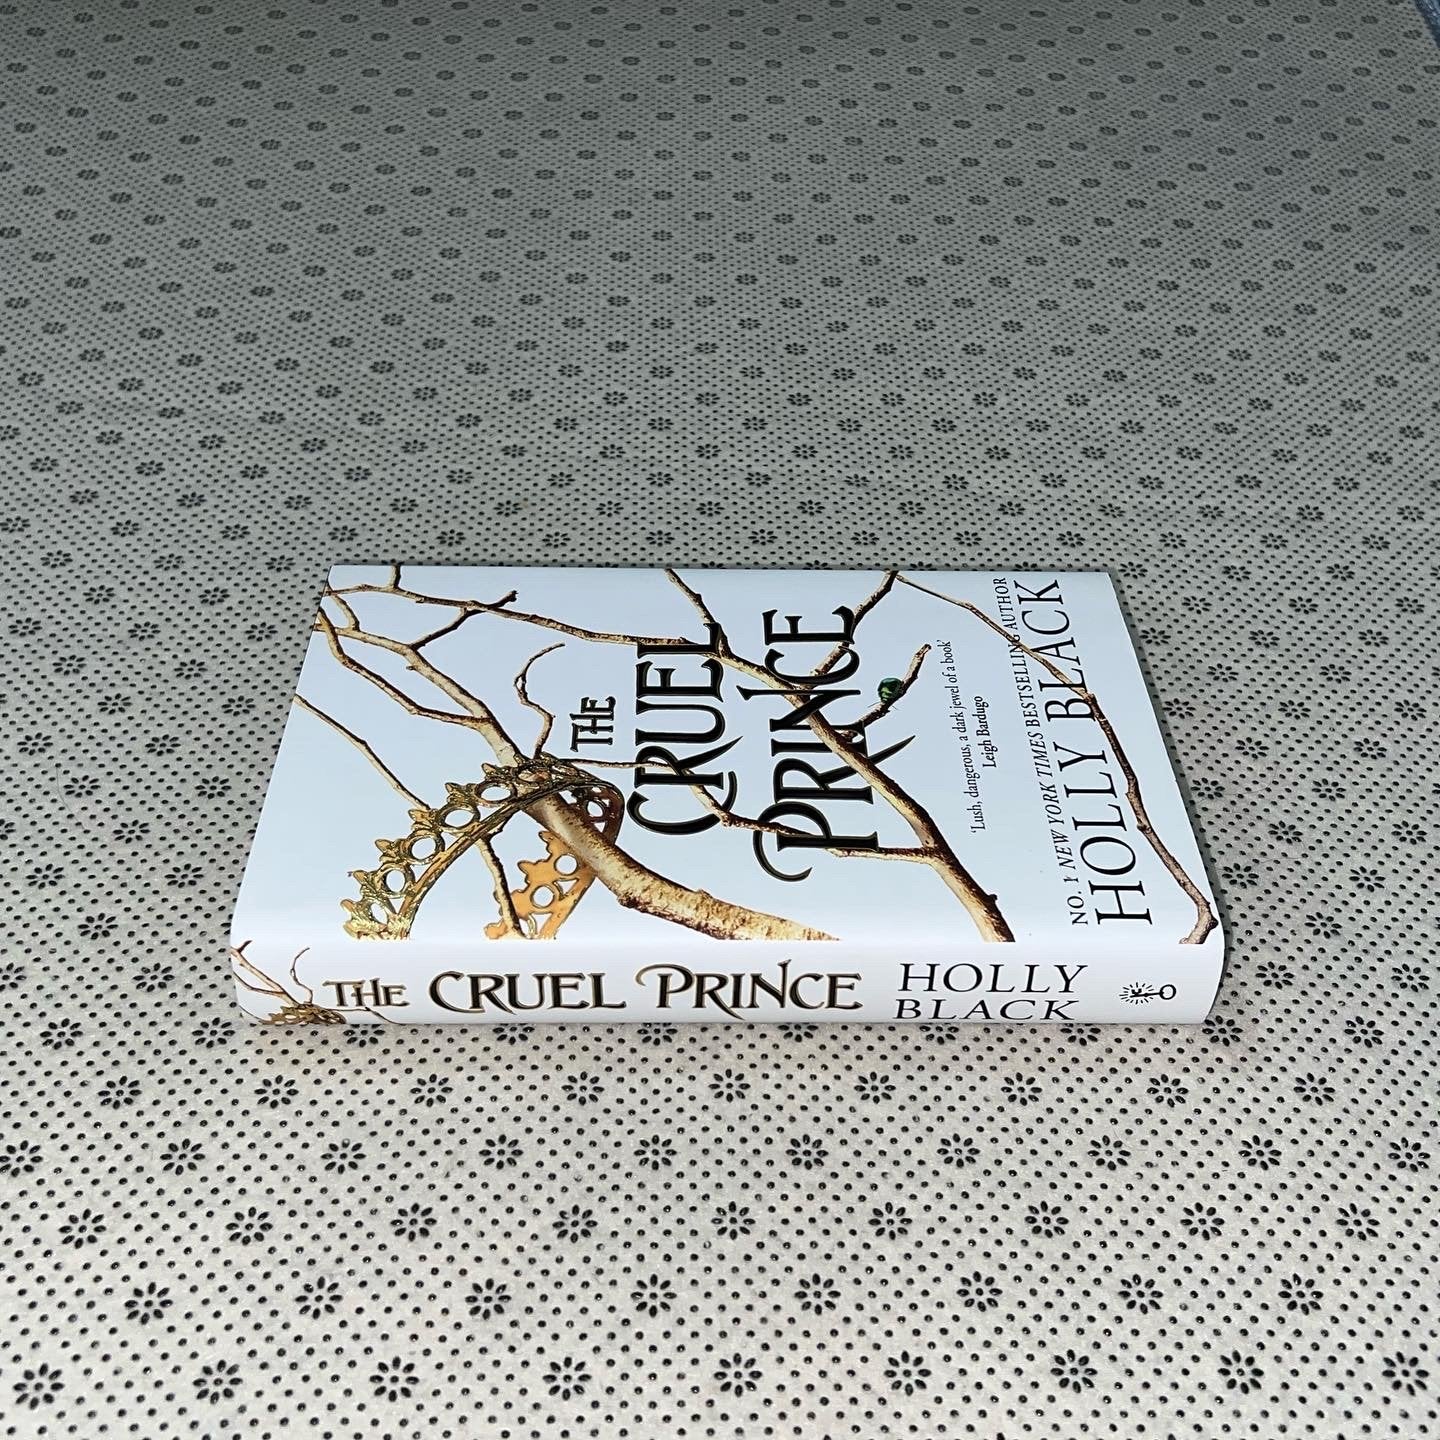 THE
CRUEL
PRINCE
'Lush, dangerous, a dark jewel of a book'
Leigh Bardugo
NO. 1 NEW YORK TIMES BESTSELLING AUTHOR
HOLLY BLACK
THE CRUEL PRINCE
HOLLY
BLACK